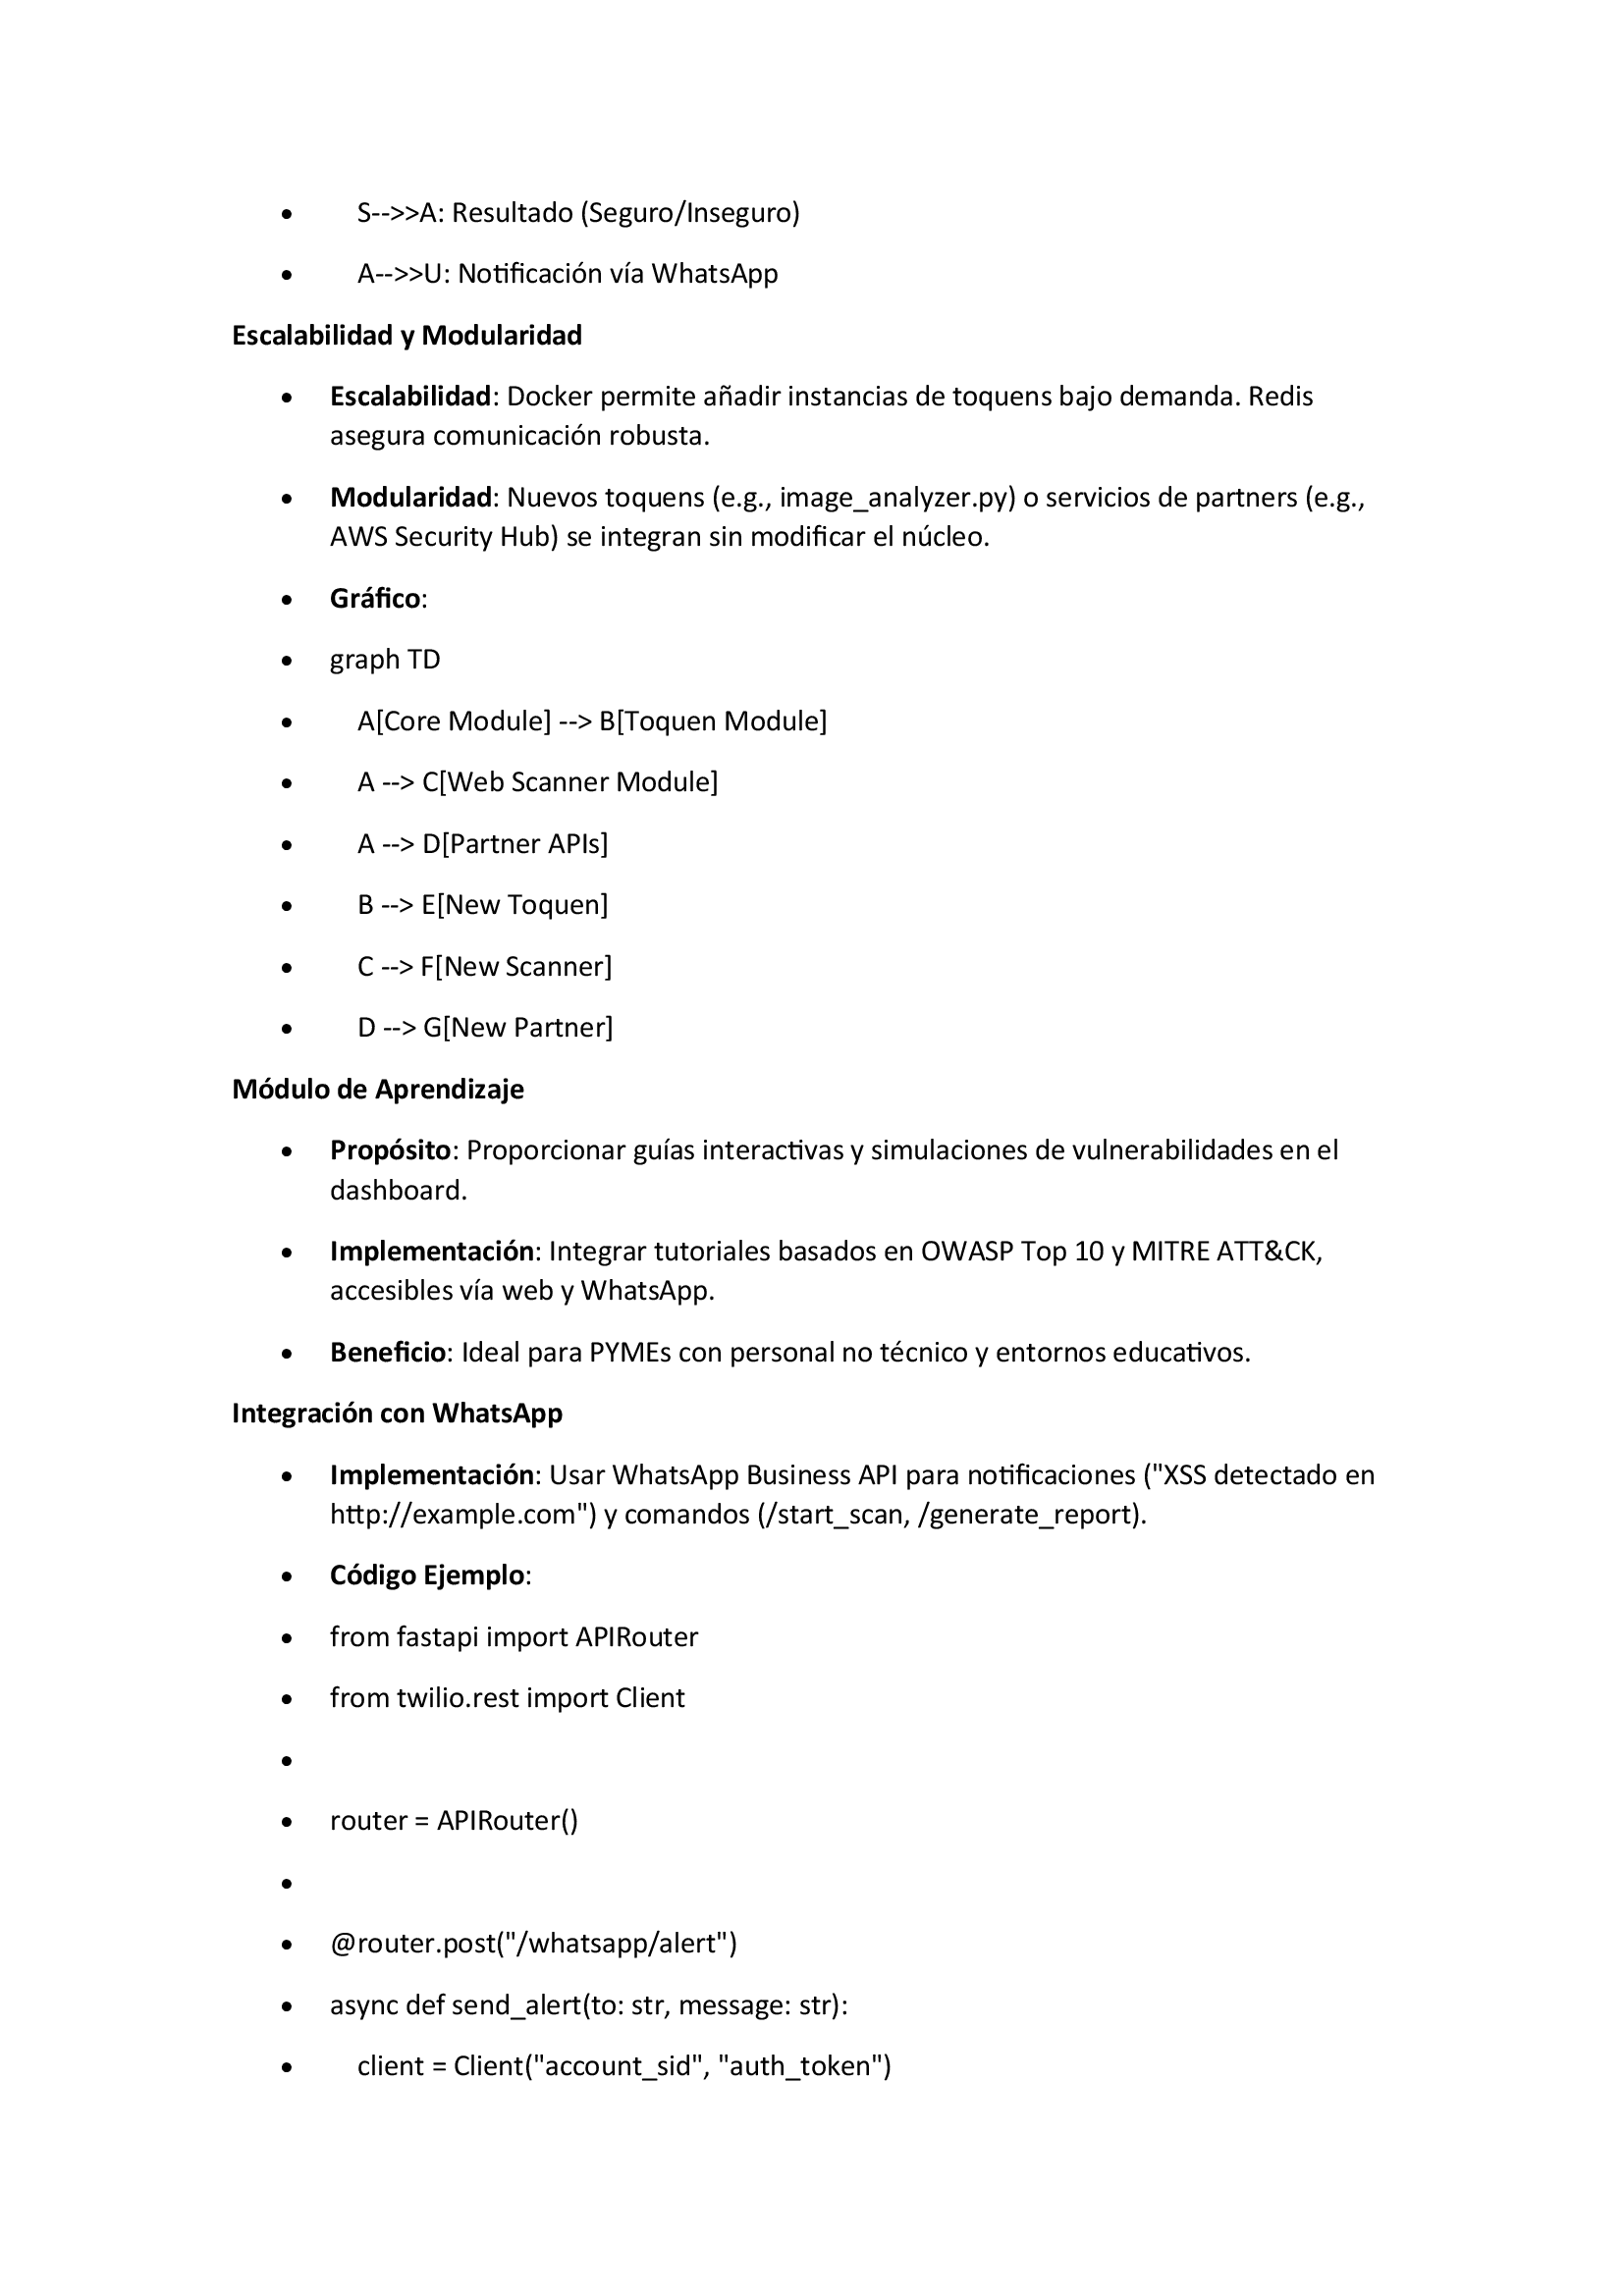 • S-->>A: Resultado (Seguro/Inseguro)
• A-->>U: Notificación vía WhatsApp
Escalabilidad y Modularidad
• Escalabilidad: Docker permite añadir instancias de toquens bajo demanda. Redis
asegura comunicación robusta.
• Modularidad: Nuevos toquens (e.g., image_analyzer.py) o servicios de partners (e.g.,
AWS Security Hub) se integran sin modificar el núcleo.
• Gráfico:
• graph TD
• A[Core Module] --> B[Toquen Module]
• A --> C[Web Scanner Module]
• A --> D[Partner APIs]
• B --> E[New Toquen]
• C --> F[New Scanner]
• D --> G[New Partner]
Módulo de Aprendizaje
• Propósito: Proporcionar guías interactivas y simulaciones de vulnerabilidades en el
dashboard.
• Implementación: Integrar tutoriales basados en OWASP Top 10 y MITRE ATT&CK,
accesibles vía web y WhatsApp.
• Beneficio: Ideal para PYMEs con personal no técnico y entornos educativos.
Integración con WhatsApp
• Implementación: Usar WhatsApp Business API para notificaciones ("XSS detectado en
http://example.com") y comandos (/start_scan, /generate_report).
• Código Ejemplo:
• from fastapi import APIRouter
• from twilio.rest import Client
•
• router = APIRouter()
•
• @router.post("/whatsapp/alert")
• async def send_alert(to: str, message: str):
• client = Client("account_sid", "auth_token")